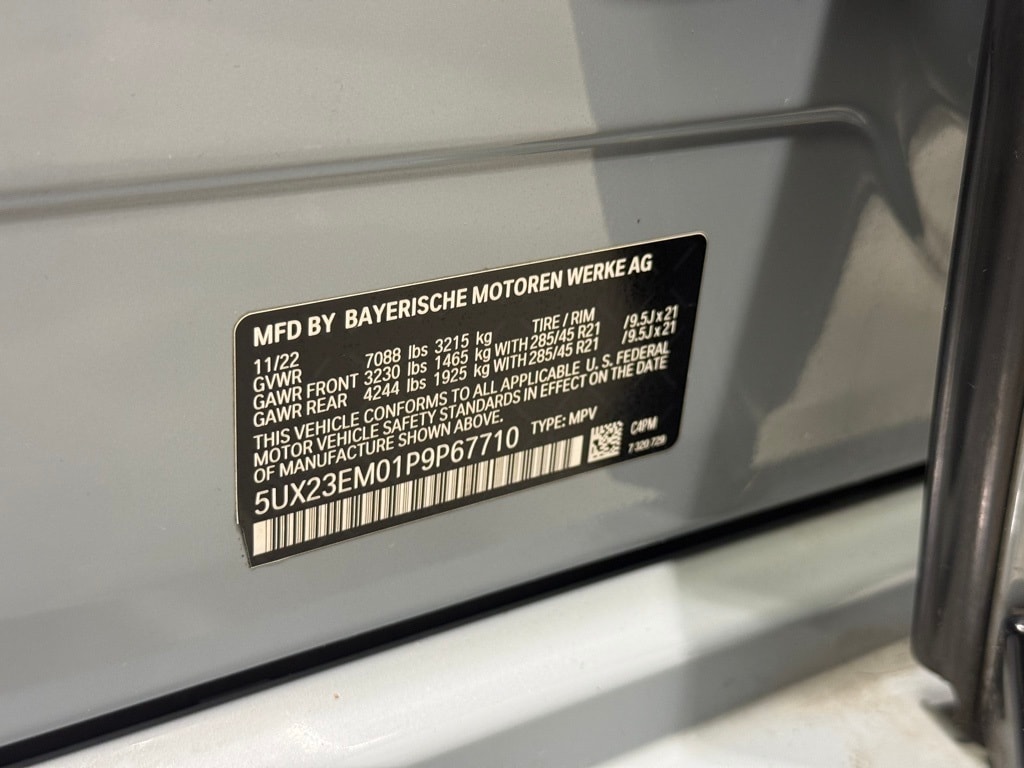 MFD BY BAYERISCHE MOTOREN WERKE AG
11/22 TIRE / RIM
GVWR 7088 lbs 3215 kg
GAWR FRONT 3230 lbs 1465 kg WITH 285/45 R21 /9.5J x 21
GAWR REAR 4244 lbs 1925 kg WITH 285/45 R21 /9.5J x 21
THIS VEHICLE CONFORMS TO ALL APPLICABLE U. S. FEDERAL
MOTOR VEHICLE SAFETY STANDARDS IN EFFECT ON THE DATE
OF MANUFACTURE SHOWN ABOVE.
5UX23EM01P9P67710 TYPE: MPV C4PM
7 320 728